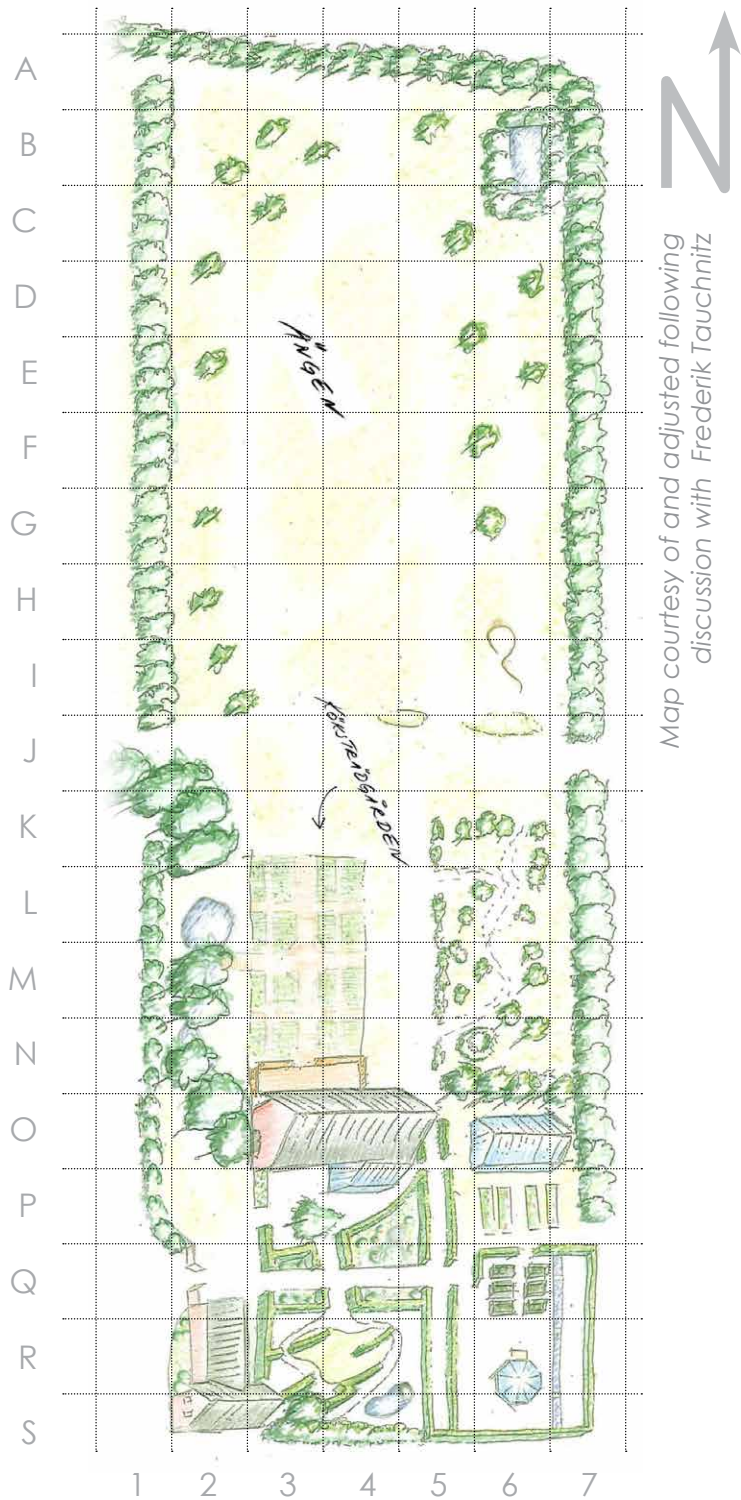 N
A
B
C
D
E
F
G
H
I
J
K
L
M
N
O
P
Q
R
S
1 2 3 4 5 6 7
ÄNGEN
KÖKSTRÄDGÅRDEN
Map courtesy of and adjusted following
discussion with Frederik Tauchnitz